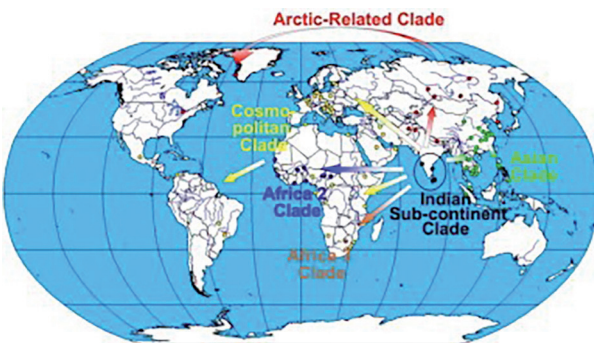 Arctic-Related Clade
Cosmo
politan
Clade
Asian
Clade
Africa 2
Clade
Indian
Sub-continent
Clade
Africa 1
Clade